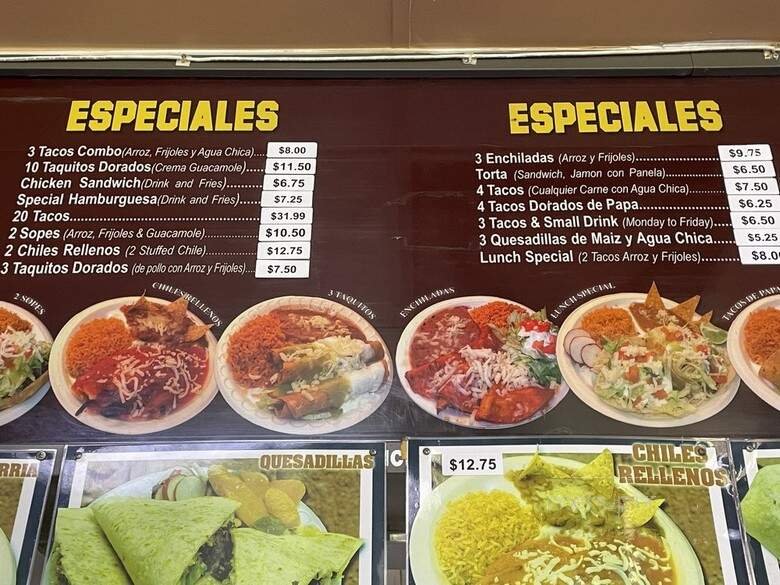 ESPECIALES
3 Tacos Combo(Arroz, Frijoles y Agua Chica).... $8.00
10 Taquitos Dorados(Crema Guacamole)........ $11.50
Chicken Sandwich(Drink and Fries)........ $6.75
Special Hamburguesa(Drink and Fries)..... $7.25
20 Tacos........................................ $31.99
2 Sopes (Arroz, Frijoles & Guacamole)............ $10.50
2 Chiles Rellenos (2 Stuffed Chile)............ $12.75
3 Taquitos Dorados (de pollo con Arroz y Frijoles)... $7.50
ESPECIALES
3 Enchiladas (Arroz y Frijoles)................. $9.75
Torta (Sandwich, Jamon con Panela)............ $6.50
4 Tacos (Cualquier Carne con Agua Chica)....... $7.50
4 Tacos Dorados de Papa................... $6.25
3 Tacos & Small Drink (Monday to Friday)..... $6.50
3 Quesadillas de Maiz y Agua Chica..... $5.25
Lunch Special (2 Tacos Arroz y Frijoles)......... $8.0
2 SOPES
CHILES RELLENOS
3 TAQUITOS
ENCHILADAS
LUNCH SPECIAL
TACOS DE PAPA
RRIA
QUESADILLAS
C
$12.75
CHILES
RELLENOS